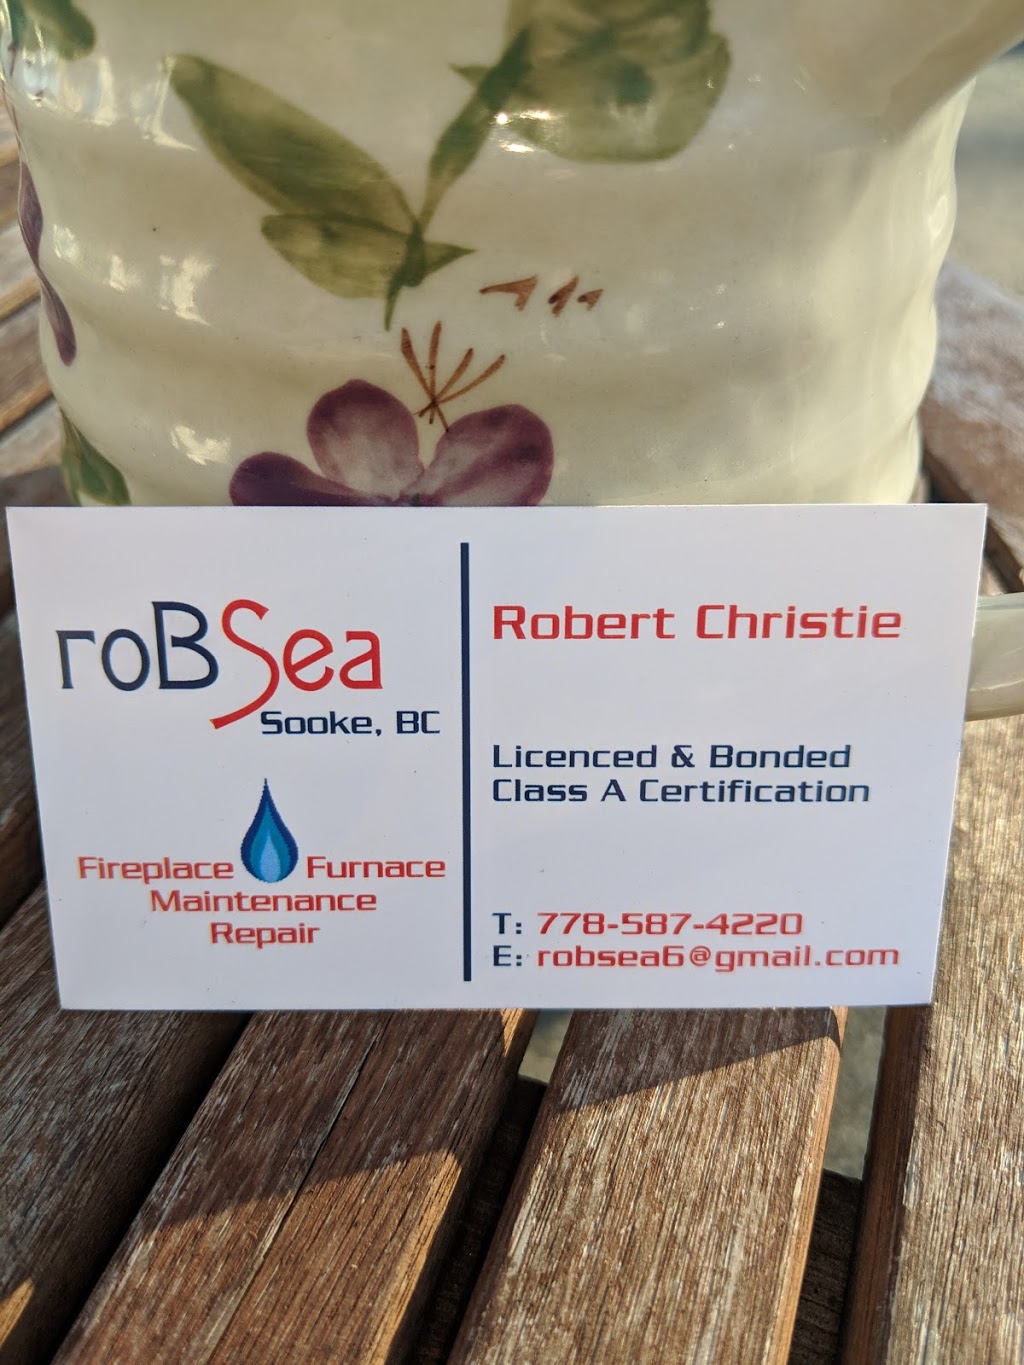 roBSea
Sooke, BC
Fireplace Furnace
Maintenance
Repair
Robert Christie
Licenced & Bonded
Class A Certification
T: 778-587-4220
E: robsea6@gmail.com